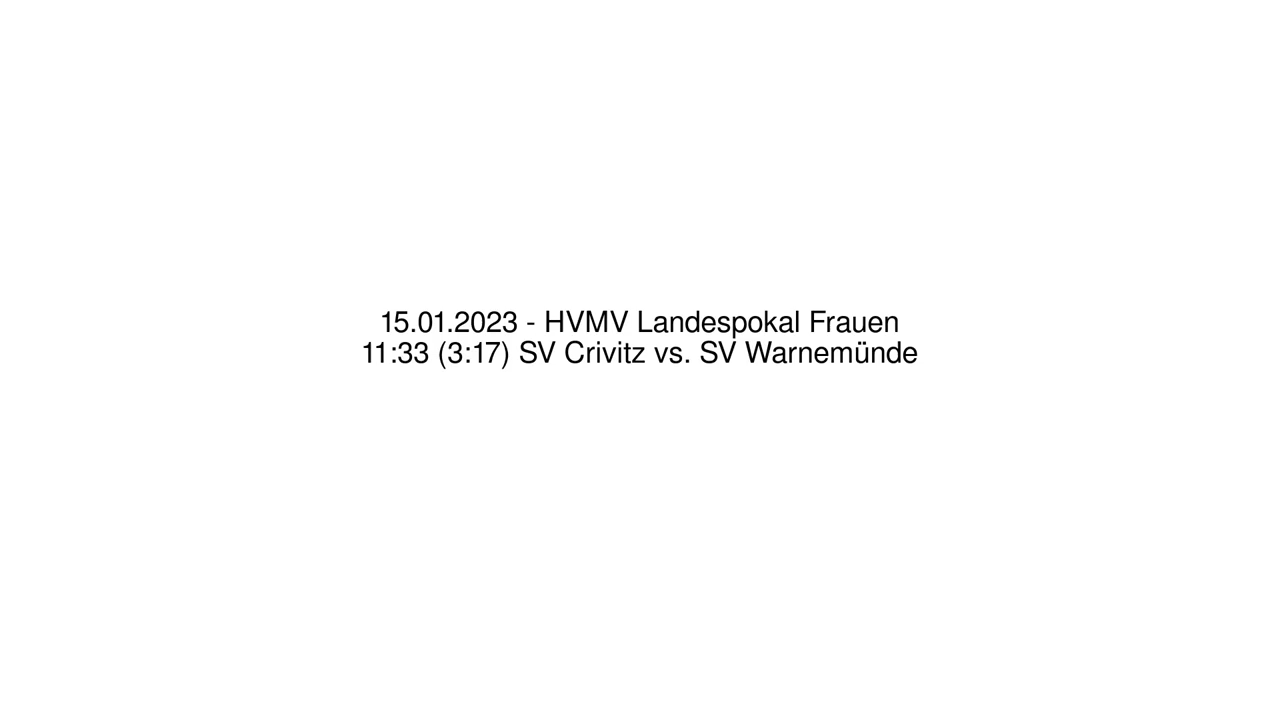 15.01.2023 - HVMV Landespokal Frauen
11:33 (3:17) SV Crivitz vs. SV Warnemünde